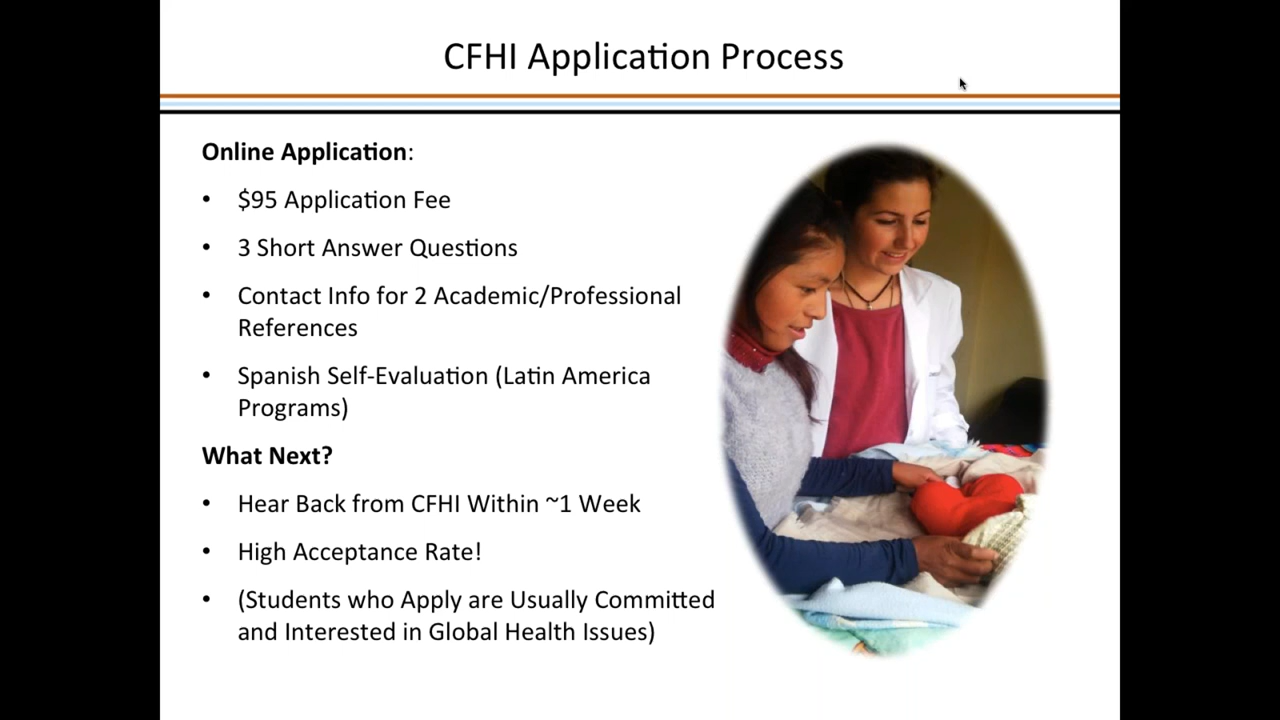 CFHI Application Process
Online Application:
• $95 Application Fee
• 3 Short Answer Questions
• Contact Info for 2 Academic/Professional
References
• Spanish Self-Evaluation (Latin America
Programs)
What Next?
• Hear Back from CFHI Within ~1 Week
• High Acceptance Rate!
• (Students who Apply are Usually Committed
and Interested in Global Health Issues)